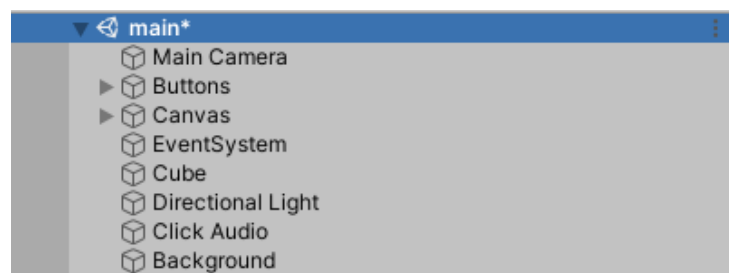 main*
Main Camera
Buttons
Canvas
EventSystem
Cube
Directional Light
Click Audio
Background